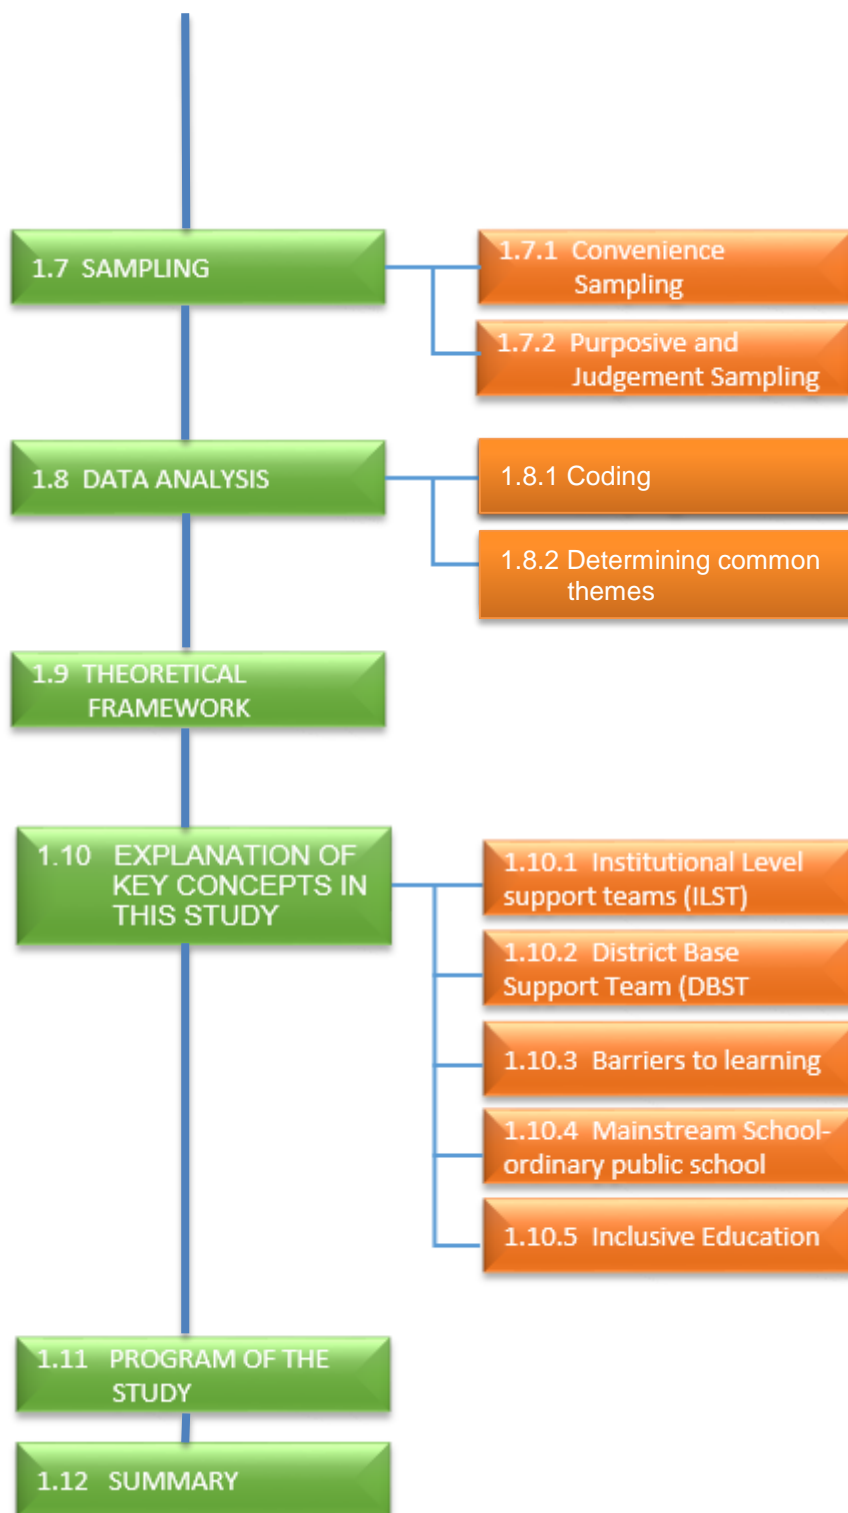 1.7 SAMPLING
1.7.1 Convenience
Sampling
1.7.2 Purposive and
Judgement Sampling
1.8 DATA ANALYSIS
1.8.1 Coding
1.8.2 Determining common
themes
1.9 THEORETICAL
FRAMEWORK
1.10 EXPLANATION OF
KEY CONCEPTS IN
THIS STUDY
1.10.1 Institutional Level
support teams (ILST)
1.10.2 District Base
Support Team (DBST
1.10.3 Barriers to learning
1.10.4 Mainstream School-
ordinary public school
1.10.5 Inclusive Education
1.11 PROGRAM OF THE
STUDY
1.12 SUMMARY